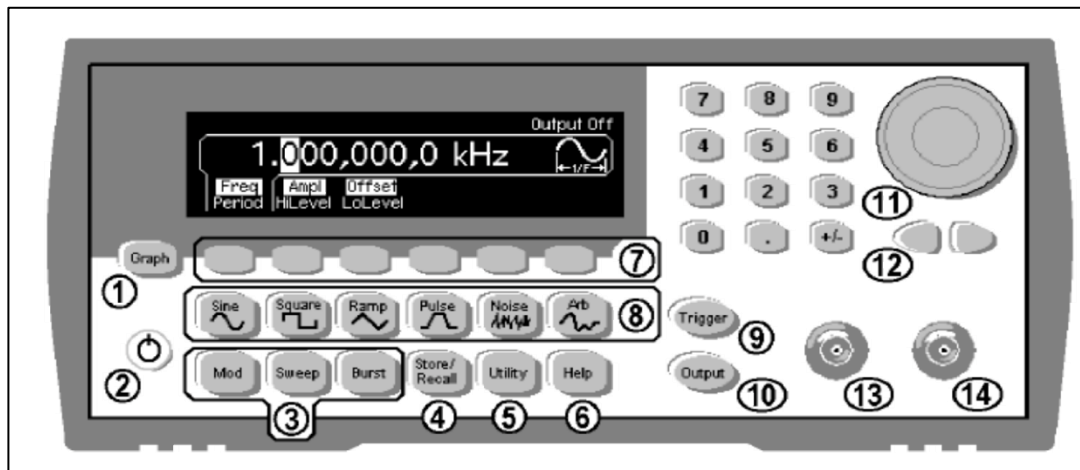 Output Off
1.000,000,0 kHz
←1/F→
Freq Ampl Offset
Period HiLevel LoLevel
7 8 9
4 5 6
1 2 3
0 . +/-
11
12
Graph
1
7
Sine Square Ramp Pulse Noise Arb
8
Trigger
9
2
Mod Sweep Burst Store/
Recall Utility Help
Output
10
3 4 5 6
13 14